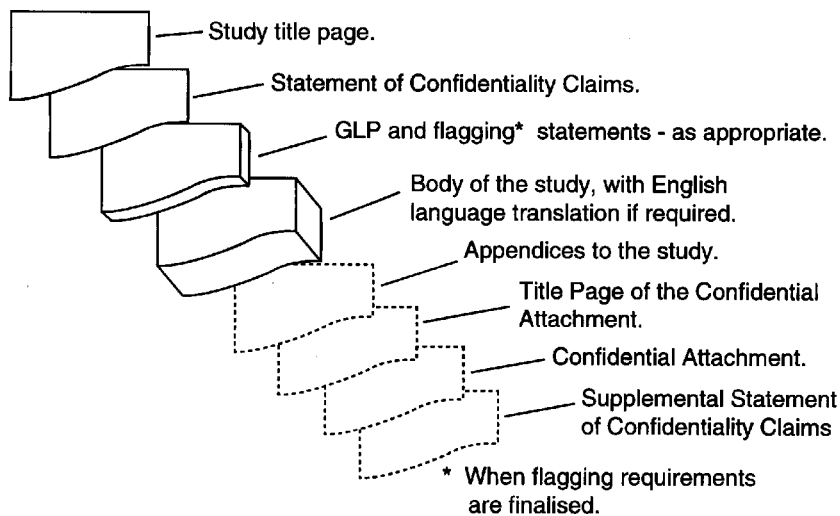 Study title page.
Statement of Confidentiality Claims.
GLP and flagging* statements - as appropriate.
Body of the study, with English
language translation if required.
Appendices to the study.
Title Page of the Confidential
Attachment.
Confidential Attachment.
Supplemental Statement
of Confidentiality Claims
* When flagging requirements
are finalised.